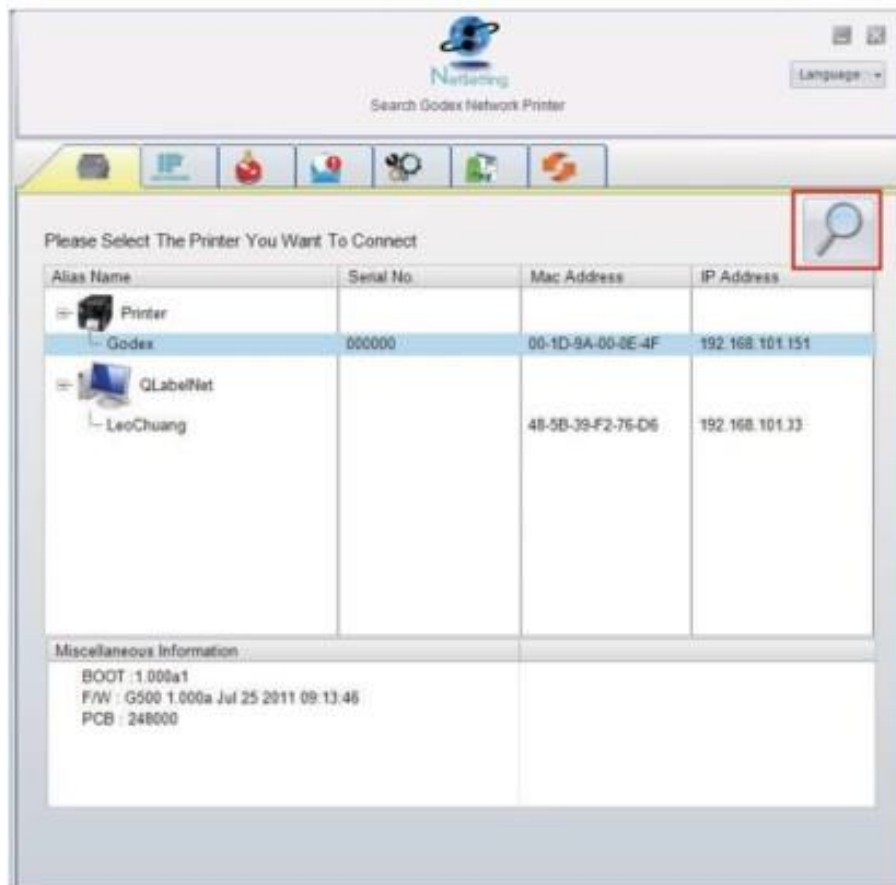 NetSetting
Search Godex Network Printer
Language
IP
Please Select The Printer You Want To Connect
Alias Name Serial No Mac Address IP Address
Printer
Godex 000000 00-1D-9A-00-0E-4F 192.168.101.151
QLabelNet
LeoChuang 48-5B-39-F2-76-D6 192.168.101.33
Miscellaneous Information
BOOT :1.000a1
F/W : G500 1.000a Jul 25 2011 09:13:46
PCB : 248000